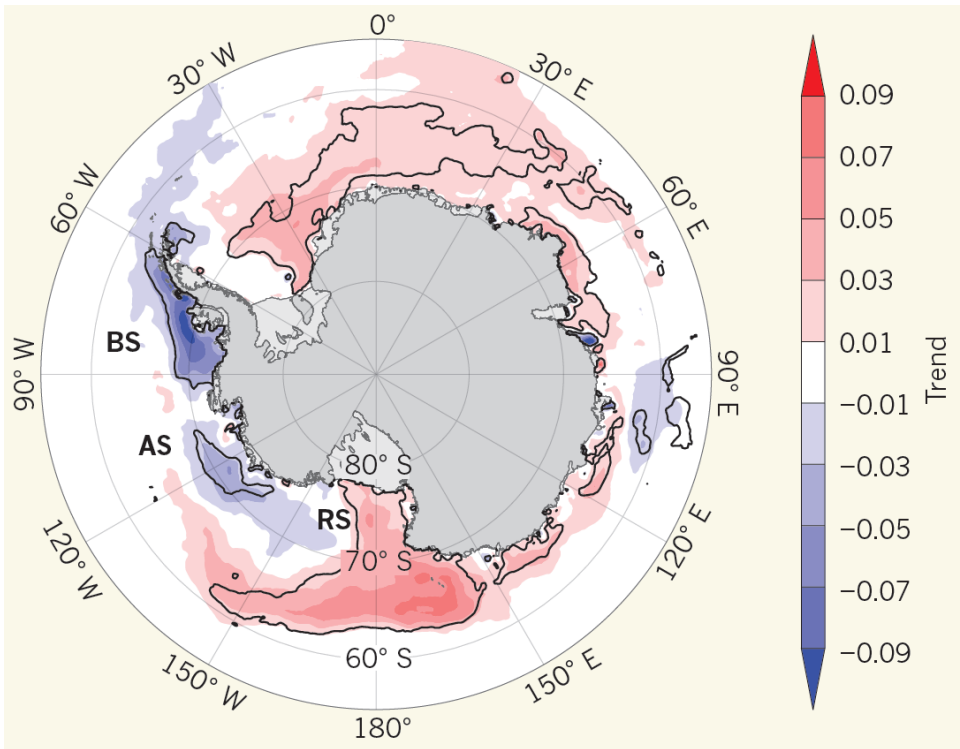 0°
30° W
30° E
60° W
60° E
BS
90° W
90° E
AS
80° S
RS
70° S
120° W
120° E
60° S
150° W
150° E
180°
0.09
0.07
0.05
0.03
0.01
−0.01
−0.03
−0.05
−0.07
−0.09
Trend